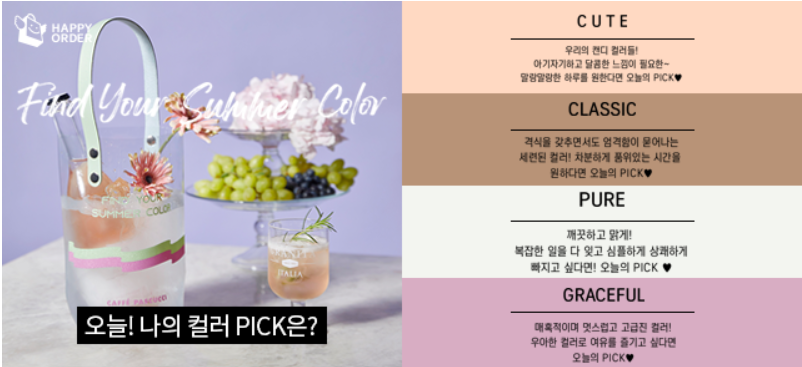 HAPPY
ORDER
Find Your Summer Color
FIND YOUR
SUMMER COLOR
ITALIA
CAFFÉ PASCUCCI
오늘! 나의 컬러 PICK은?
CUTE
우리의 캔디 컬러들!
아기자기하고 달콤한 느낌이 필요한~
말랑말랑한 하루를 원한다면 오늘의 PICK♥
CLASSIC
격식을 갖추면서도 엄격함이 묻어나는
세련된 컬러! 차분하게 품위있는 시간을
원하다면 오늘의 PICK♥
PURE
깨끗하고 맑게!
복잡한 일을 다 잊고 심플하게 상쾌하게
빠지고 싶다면! 오늘의 PICK ♥
GRACEFUL
매혹적이며 멋스럽고 고급진 컬러!
우아한 컬러로 여유를 즐기고 싶다면
오늘의 PICK♥